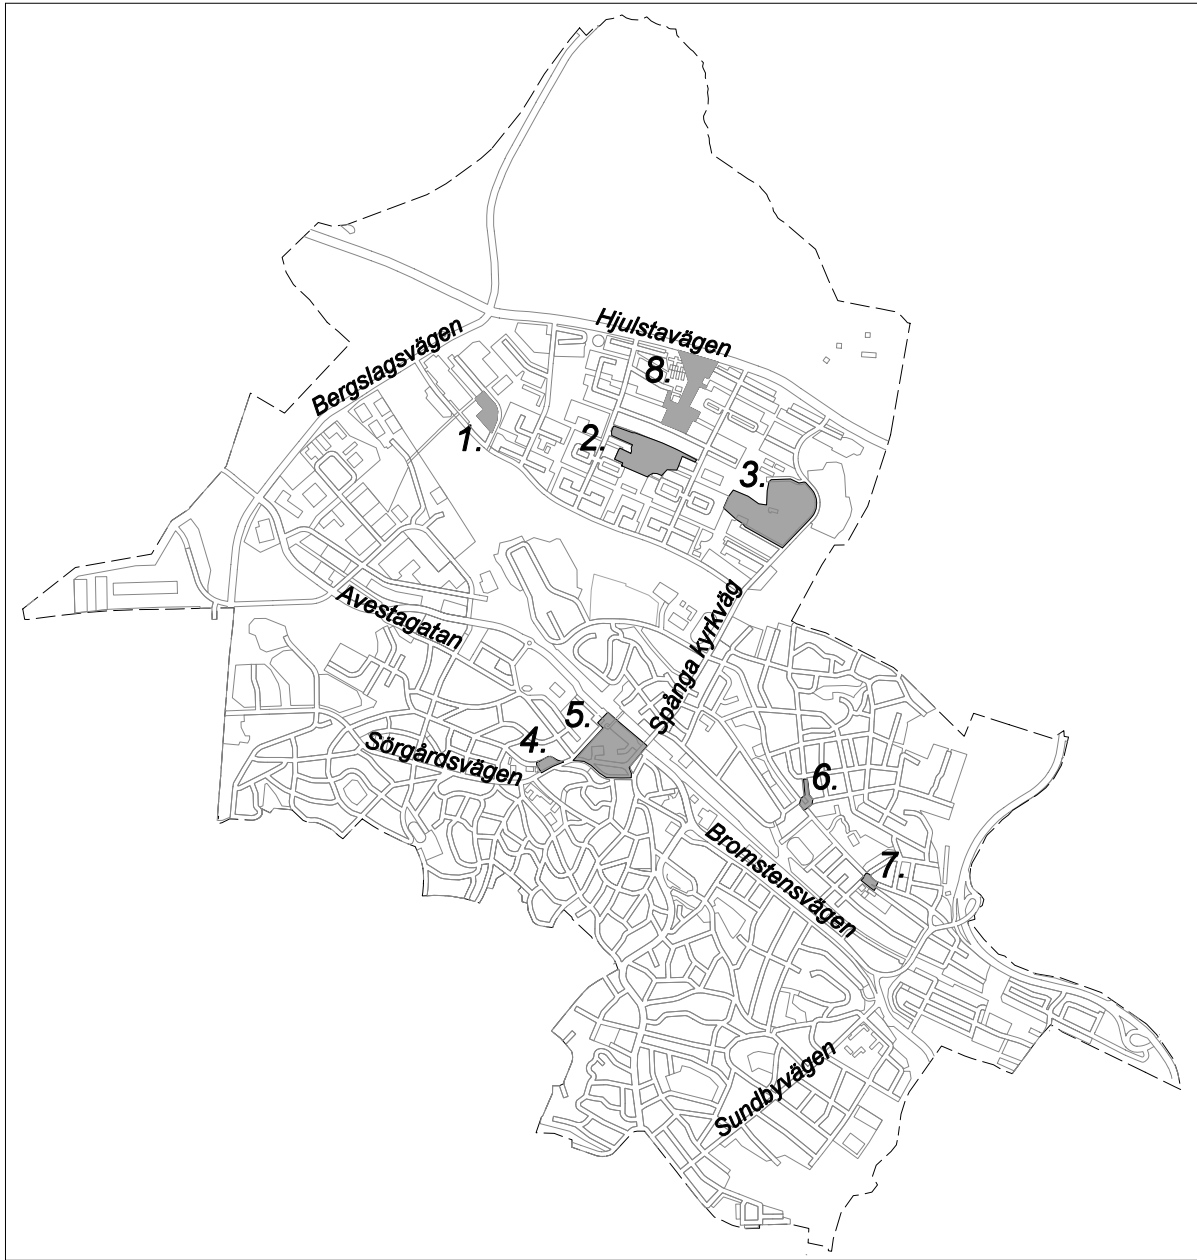 Hjulstavägen
Bergslagsvägen
8.
1.
2.
3.
Avestagatan
Spånga kyrkväg
5.
4.
Sörgårdsvägen
6.
Bromstensvägen
7.
Sundbyvägen